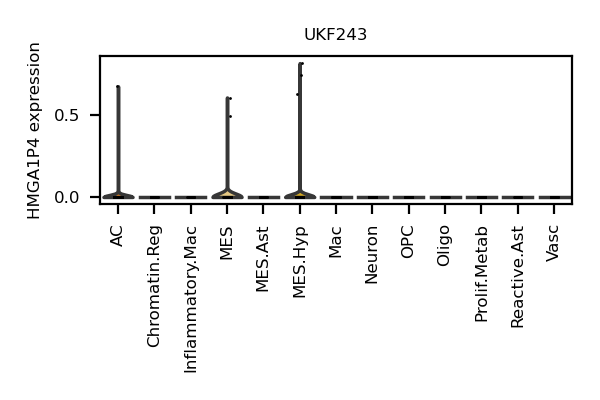 UKF243
HMGA1P4 expression
0.5
0.0
AC
Chromatin.Reg
Inflammatory.Mac
MES
MES.Ast
MES.Hyp
Mac
Neuron
OPC
Oligo
Prolif.Metab
Reactive.Ast
Vasc